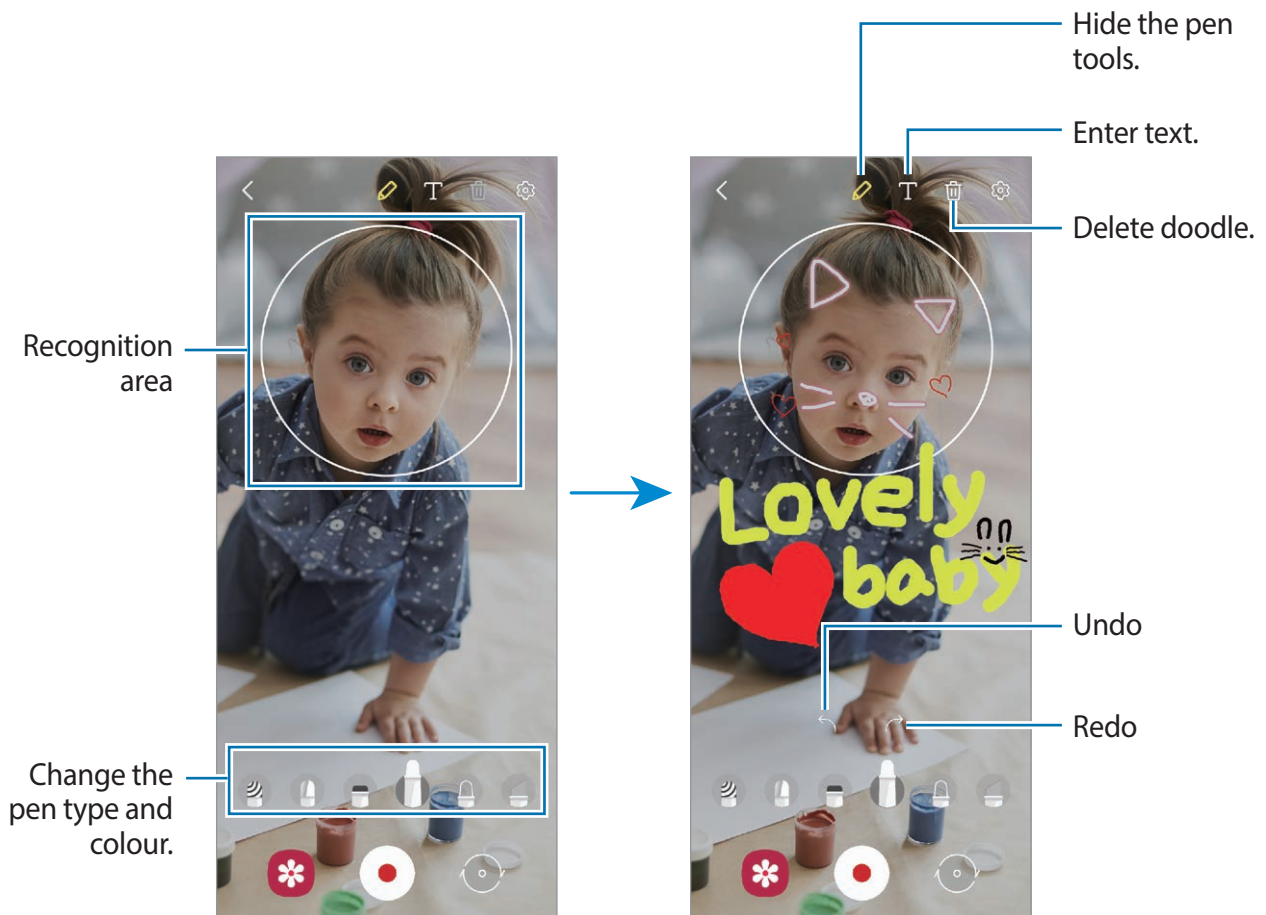 Hide the pen
tools.
Enter text.
T
T
Delete doodle.
Recognition
area
Lovely
baby
Undo
Redo
Change the
pen type and
colour.